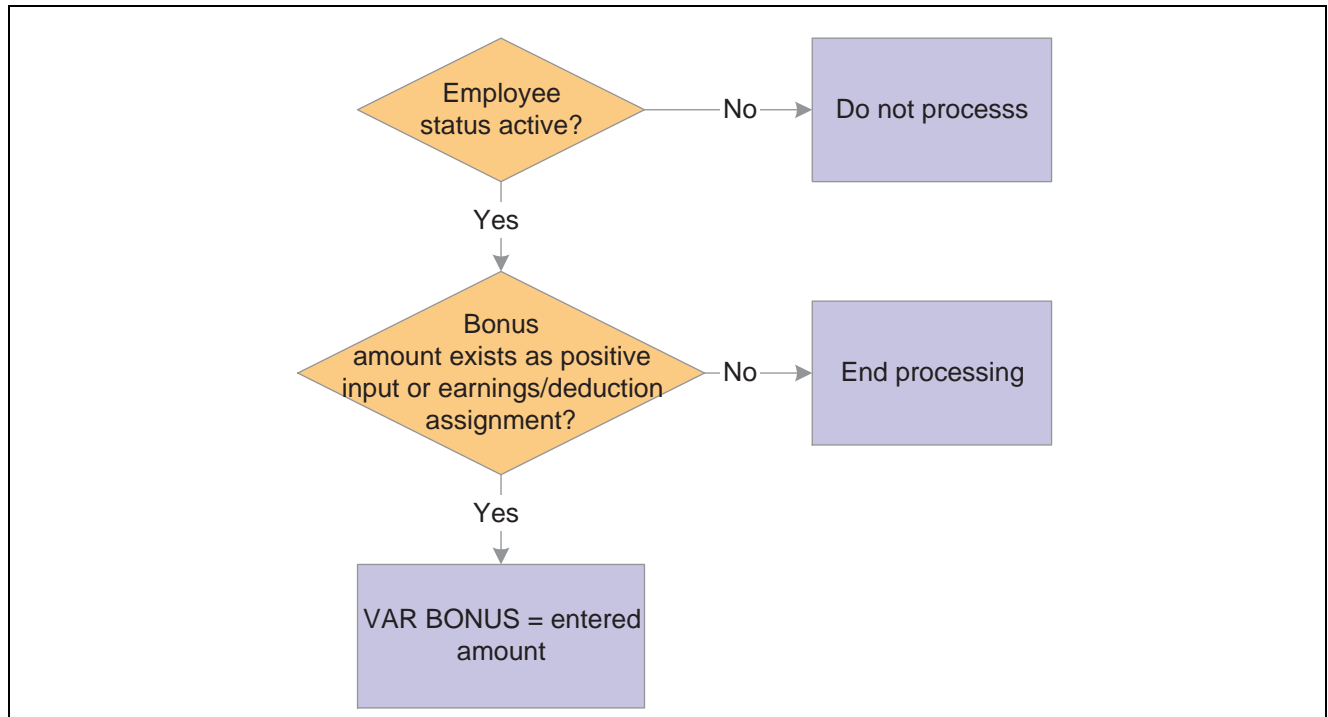 Employee
status active?
No
Do not processs
Yes
Bonus
amount exists as positive
input or earnings/deduction
assignment?
No
End processing
Yes
VAR BONUS = entered
amount